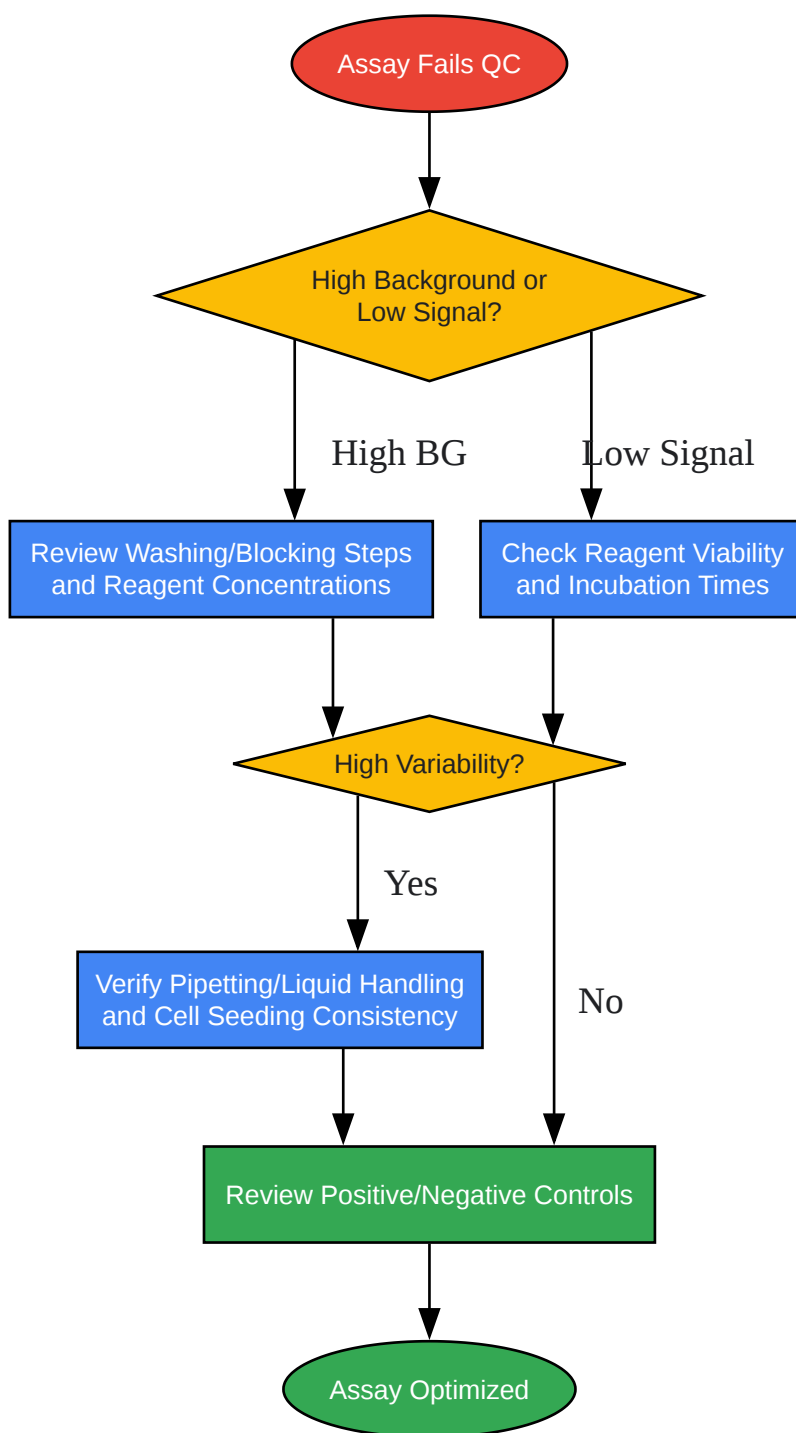 Assay Fails QC
High Background or
Low Signal?
High BG
Low Signal
Review Washing/Blocking Steps
and Reagent Concentrations
Check Reagent Viability
and Incubation Times
High Variability?
Yes
Verify Pipetting/Liquid Handling
and Cell Seeding Consistency
No
Review Positive/Negative Controls
Assay Optimized